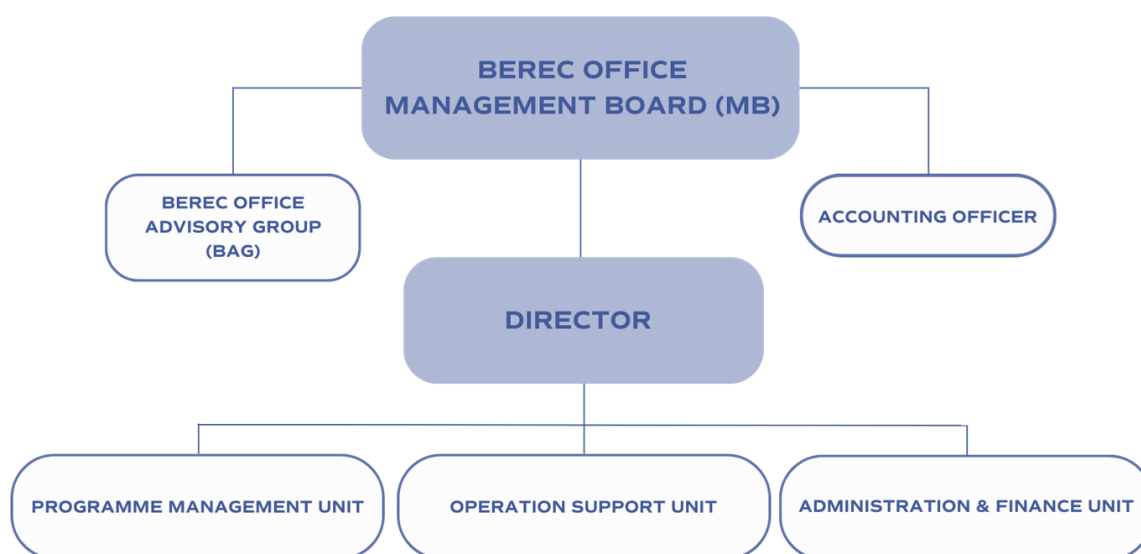 BEREC OFFICE
MANAGEMENT BOARD (MB)
BEREC OFFICE
ADVISORY GROUP
(BAG)
ACCOUNTING OFFICER
DIRECTOR
PROGRAMME MANAGEMENT UNIT
OPERATION SUPPORT UNIT
ADMINISTRATION & FINANCE UNIT